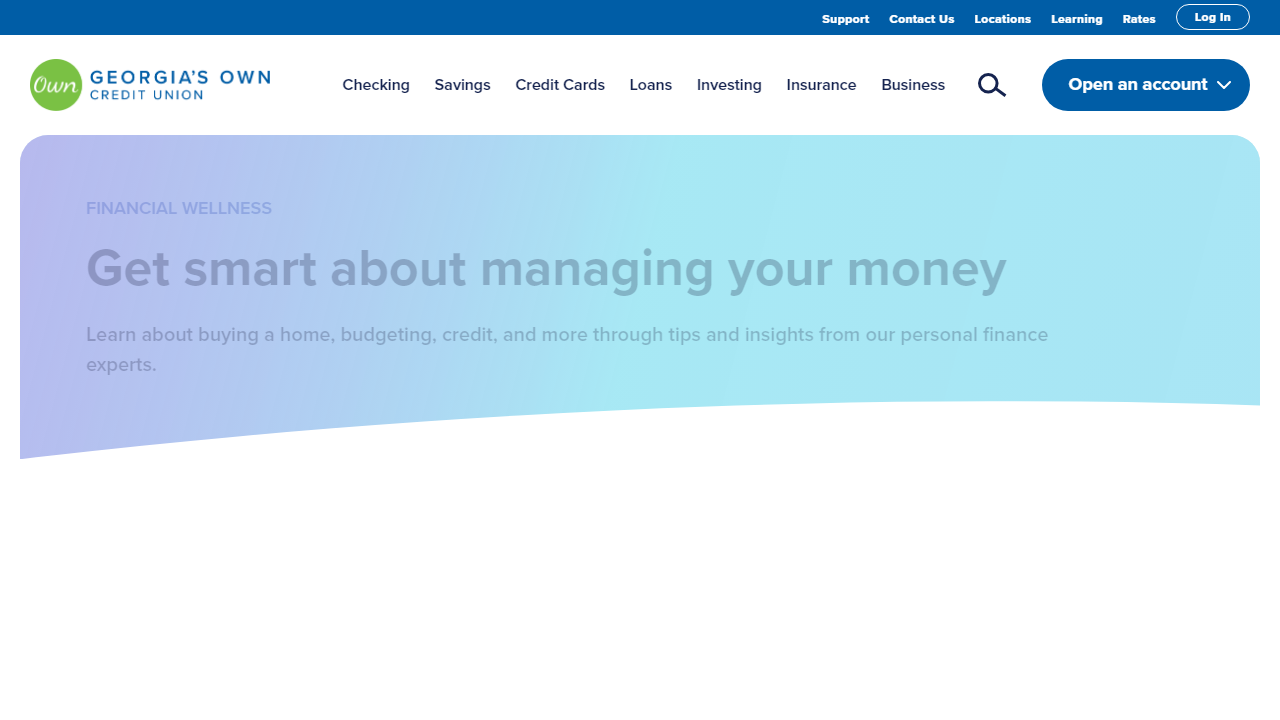 Support Contact Us Locations Learning Rates Log In
Own GEORGIA'S OWN
CREDIT UNION
Checking Savings Credit Cards Loans Investing Insurance Business Open an account
FINANCIAL WELLNESS
Get smart about managing your money
Learn about buying a home, budgeting, credit, and more through tips and insights from our personal finance
experts.